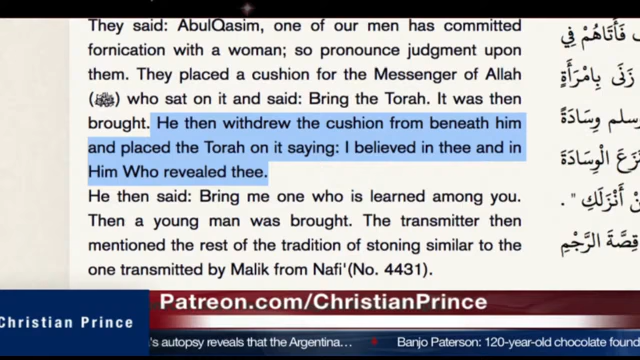 They said: AbulQasim, one of our men has committed
fornication with a woman; so pronounce judgment upon
them. They placed a cushion for the Messenger of Allah
(ﷺ) who sat on it and said: Bring the Torah. It was then
brought. He then withdrew the cushion from beneath him
and placed the Torah on it saying: I believed in thee and in
Him Who revealed thee.
He then said: Bring me one who is learned among you.
Then a young man was brought. The transmitter then
mentioned the rest of the tradition of stoning similar to the
one transmitted by Malik from Nafi'(No. 4431).
فَأَتَاهُمْ فِي
زَنَى بِامْرَأَةٍ
وسلم وِسَادَةً
الْوِسَادَةَ
أَنْزَلَكِ " .
قِصَّةَ الرَّجْمِ
Patreon.com/ChristianPrince
Christian Prince
's autopsy reveals that the Argentina... Banjo Paterson: 120-year-old chocolate found